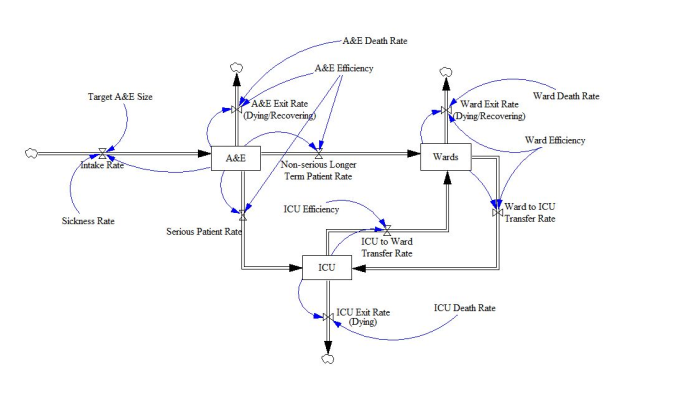 A&E Death Rate
A&E Efficiency
Target A&E Size
A&E Exit Rate
(Dying/Recovering)
Ward Exit Rate
(Dying/Recovering)
Ward Death Rate
Ward Efficiency
Intake Rate
A&E
Non-serious Longer
Term Patient Rate
Wards
Sickness Rate
Serious Patient Rate
ICU Efficiency
Ward to ICU
Transfer Rate
ICU to Ward
Transfer Rate
ICU
ICU Exit Rate
(Dying)
ICU Death Rate